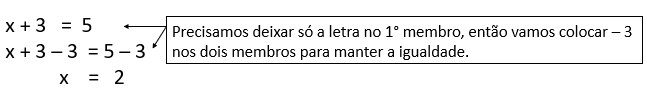 x + 3 = 5
x + 3 – 3 = 5 – 3
x = 2
Precisamos deixar só a letra no 1° membro, então vamos colocar – 3
nos dois membros para manter a igualdade.